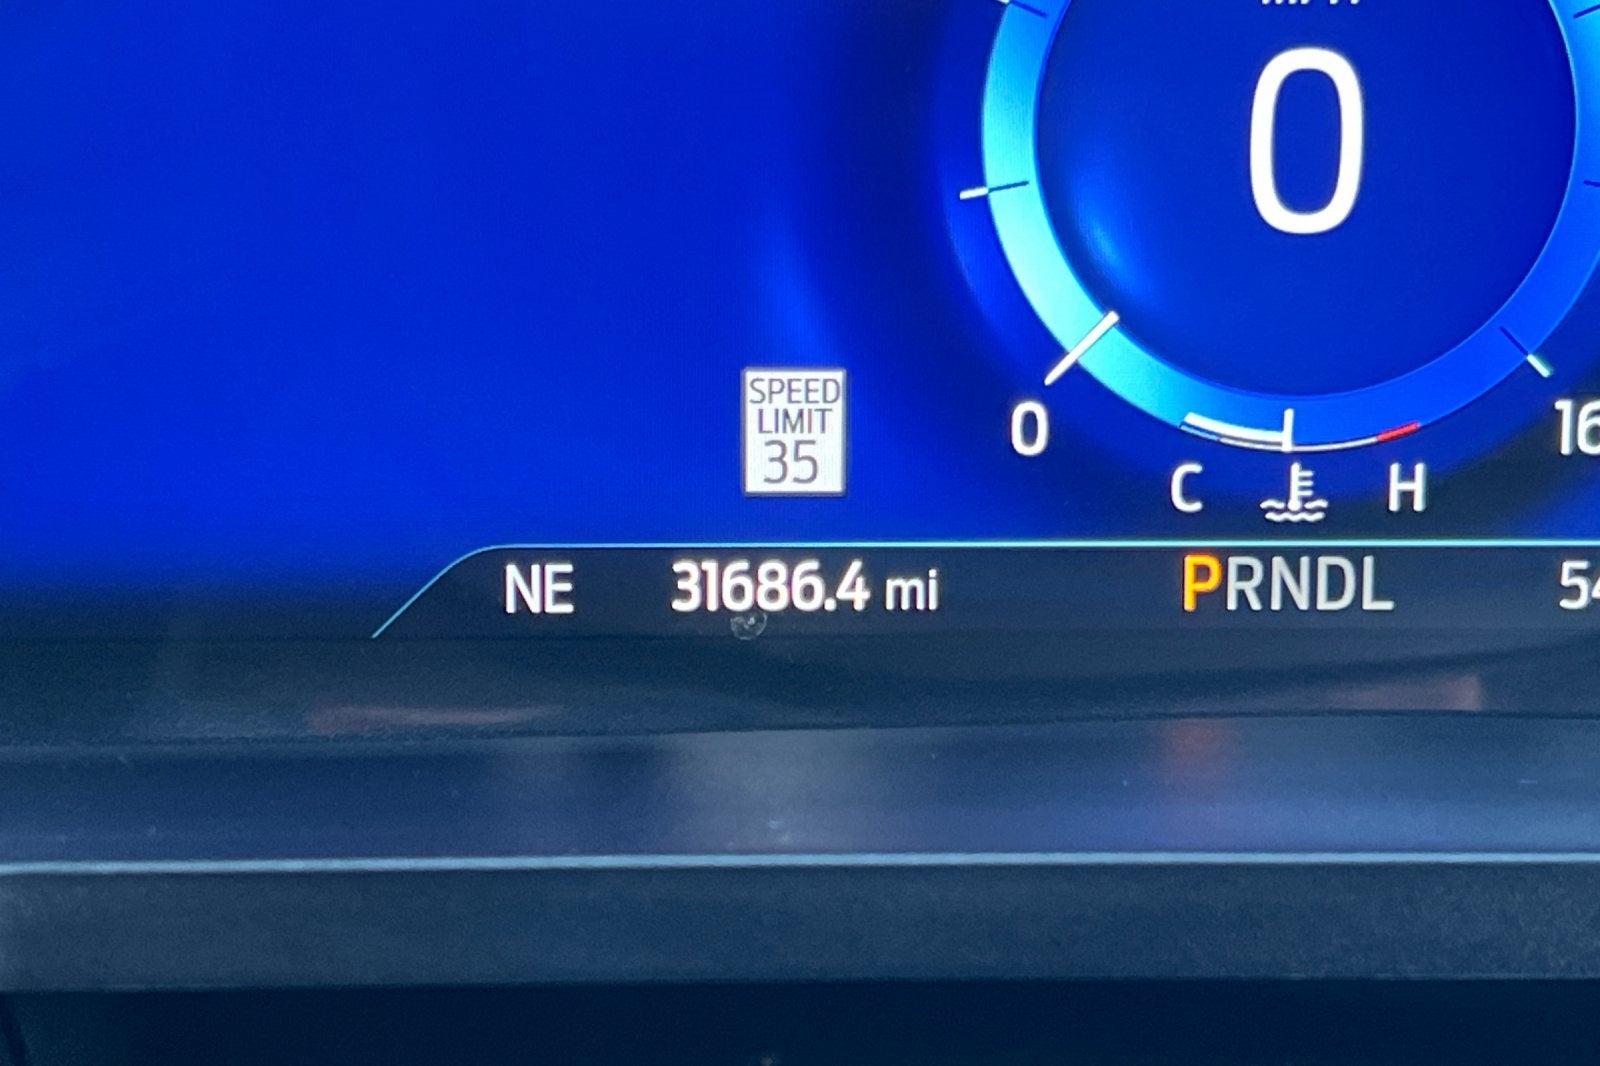 0
SPEED
LIMIT
35
0
C
H
NE 31686.4 mi PRNDL